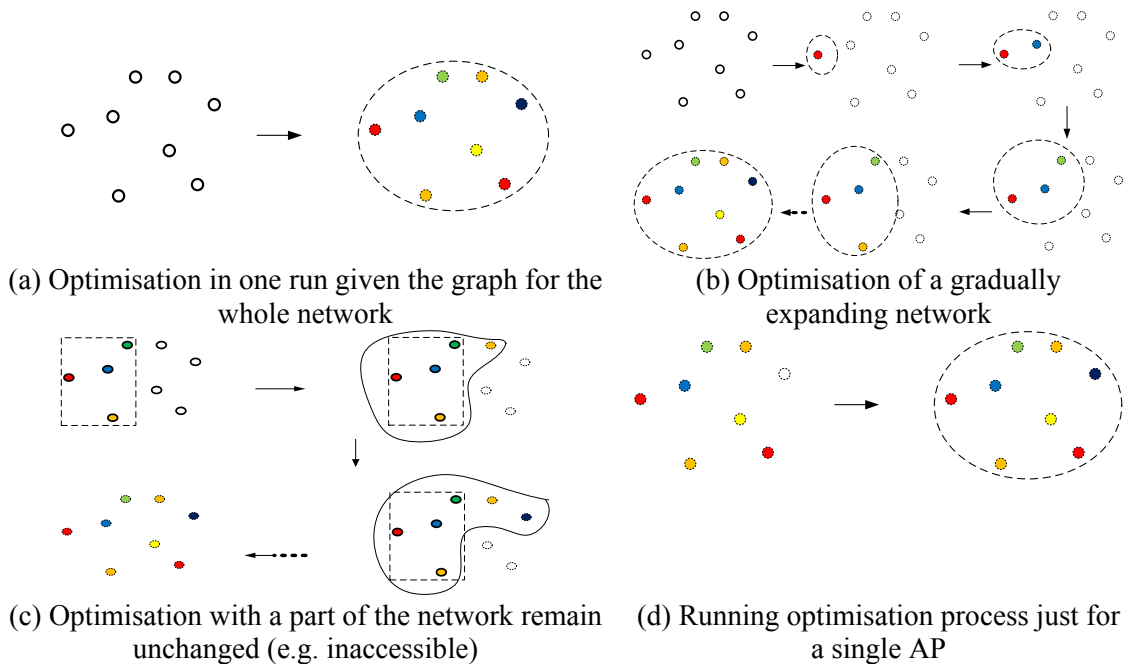 (a) Optimisation in one run given the graph for the
whole network
(b) Optimisation of a gradually
expanding network
(c) Optimisation with a part of the network remain
unchanged (e.g. inaccessible)
(d) Running optimisation process just for
a single AP